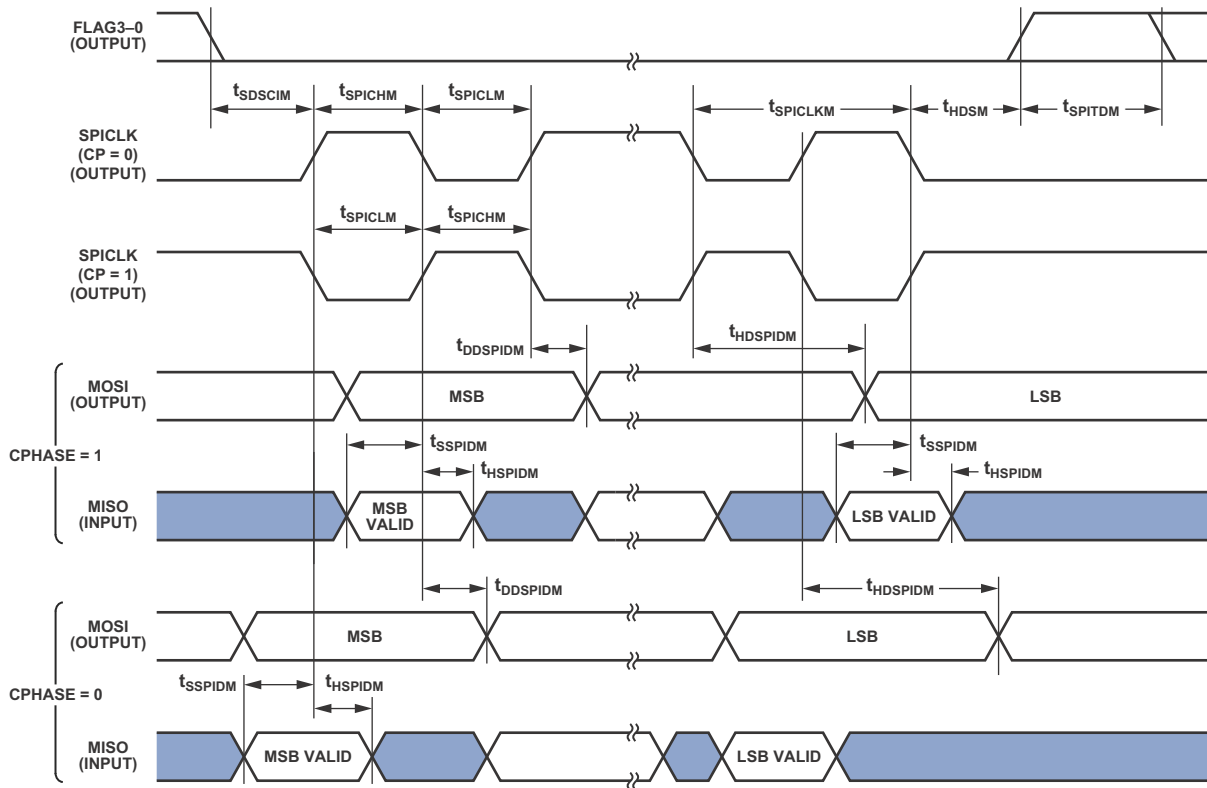 FLAG3–0
(OUTPUT)
tSDSCIM
tSPICHM
tSPICLM
tSPICLKM
tHDSM
tSPITDM
SPICLK
(CP = 0)
(OUTPUT)
tSPICLM
tSPICHM
SPICLK
(CP = 1)
(OUTPUT)
tDDSPIDM
tHDSPIDM
CPHASE = 1
MOSI
(OUTPUT)
MSB
LSB
tSSPIDM
tHSPIDM
tSSPIDM
tHSPIDM
MISO
(INPUT)
MSB
VALID
LSB VALID
tDDSPIDM
tHDSPIDM
CPHASE = 0
MOSI
(OUTPUT)
MSB
LSB
tSSPIDM
tHSPIDM
MISO
(INPUT)
MSB VALID
LSB VALID